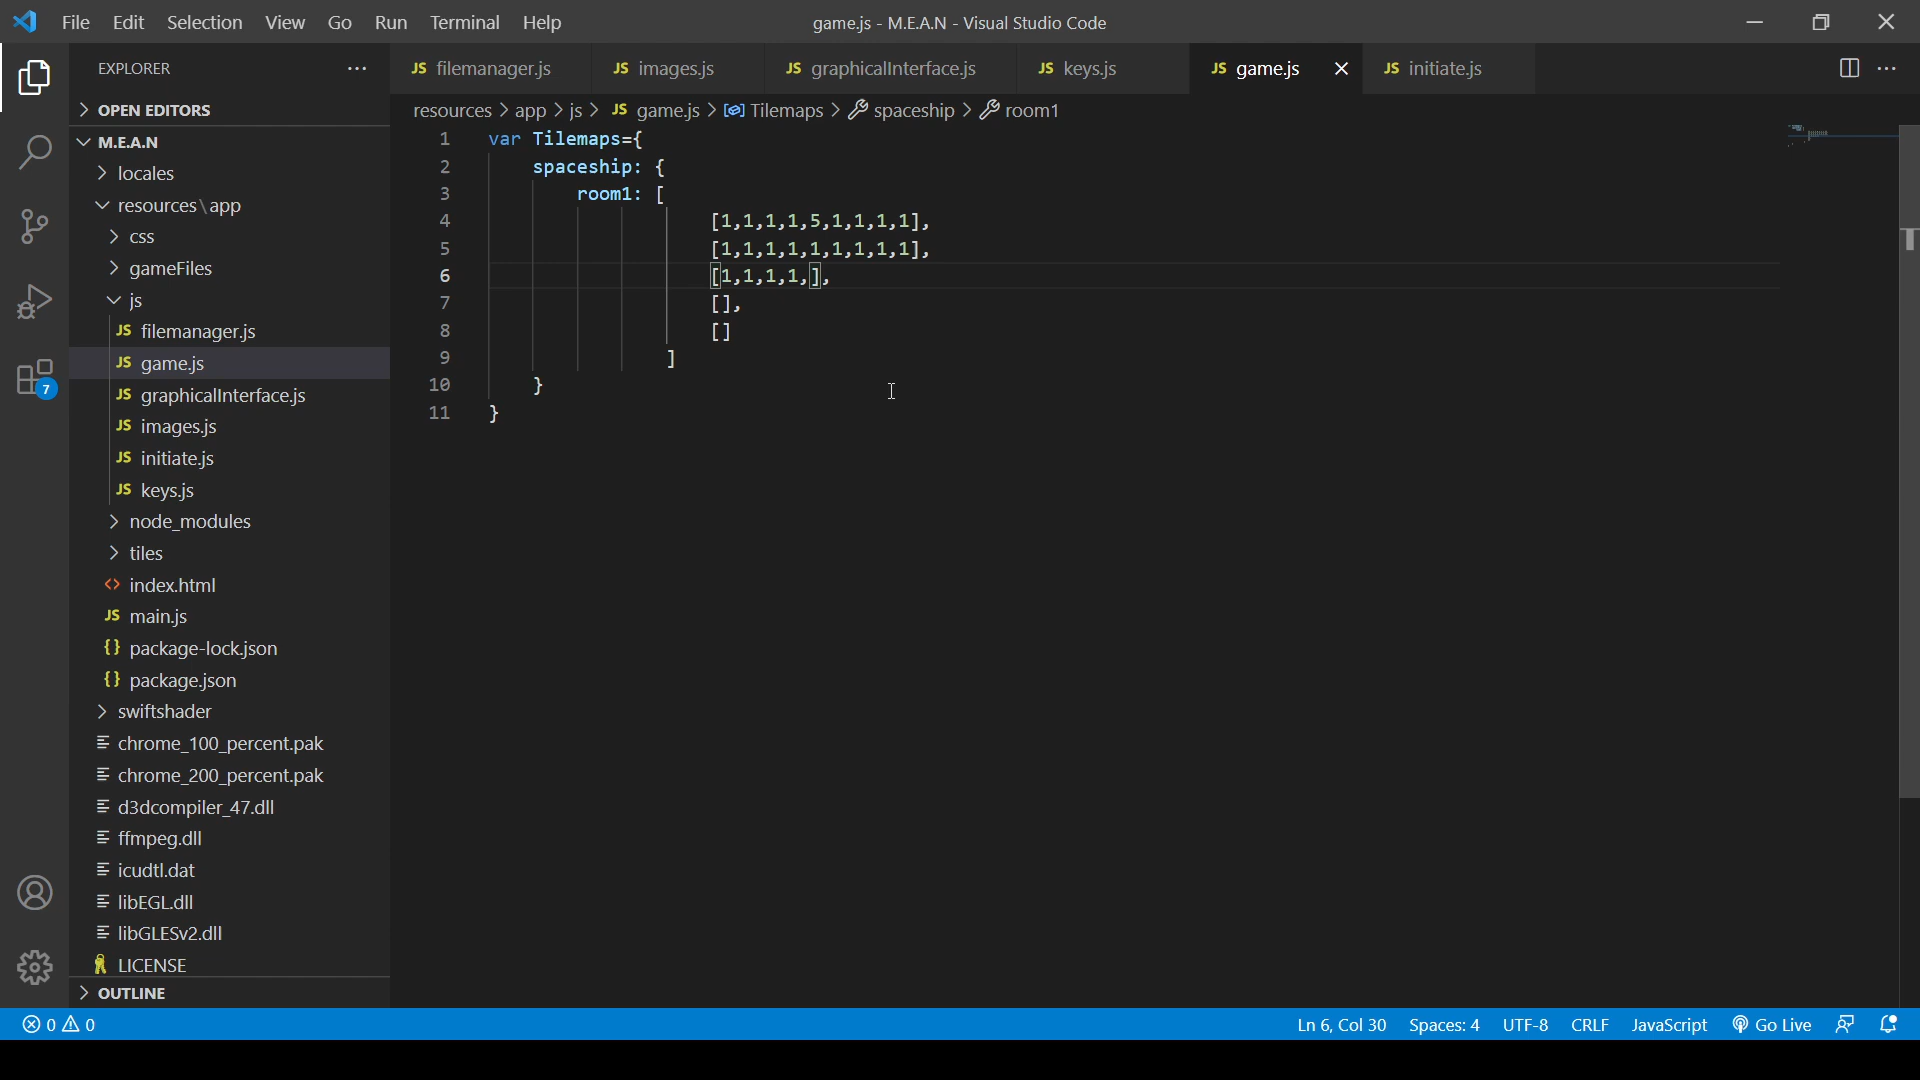 File Edit Selection View Go Run Terminal Help
game.js - M.E.A.N - Visual Studio Code
EXPLORER
JS filemanager.js
JS images.js
JS graphicalInterface.js
JS keys.js
JS game.js
JS initiate.js
OPEN EDITORS
resources > app > js > JS game.js > Tilemaps > spaceship > room1
M.E.A.N
locales
resources\app
css
gameFiles
js
JS filemanager.js
JS game.js
JS graphicalInterface.js
JS images.js
JS initiate.js
JS keys.js
node_modules
tiles
<> index.html
JS main.js
{} package-lock.json
{} package.json
swiftshader
chrome_100_percent.pak
chrome_200_percent.pak
d3dcompiler_47.dll
ffmpeg.dll
icudtl.dat
libEGL.dll
libGLESv2.dll
LICENSE
OUTLINE
7
1 var Tilemaps={
2 spaceship: {
3 room1: [
4 [1,1,1,1,5,1,1,1,1],
5 [1,1,1,1,1,1,1,1,1],
6 [1,1,1,1,],
7 [],
8 []
9 ]
10 }
11 }
0 0
Ln 6, Col 30 Spaces: 4 UTF-8 CRLF JavaScript Go Live